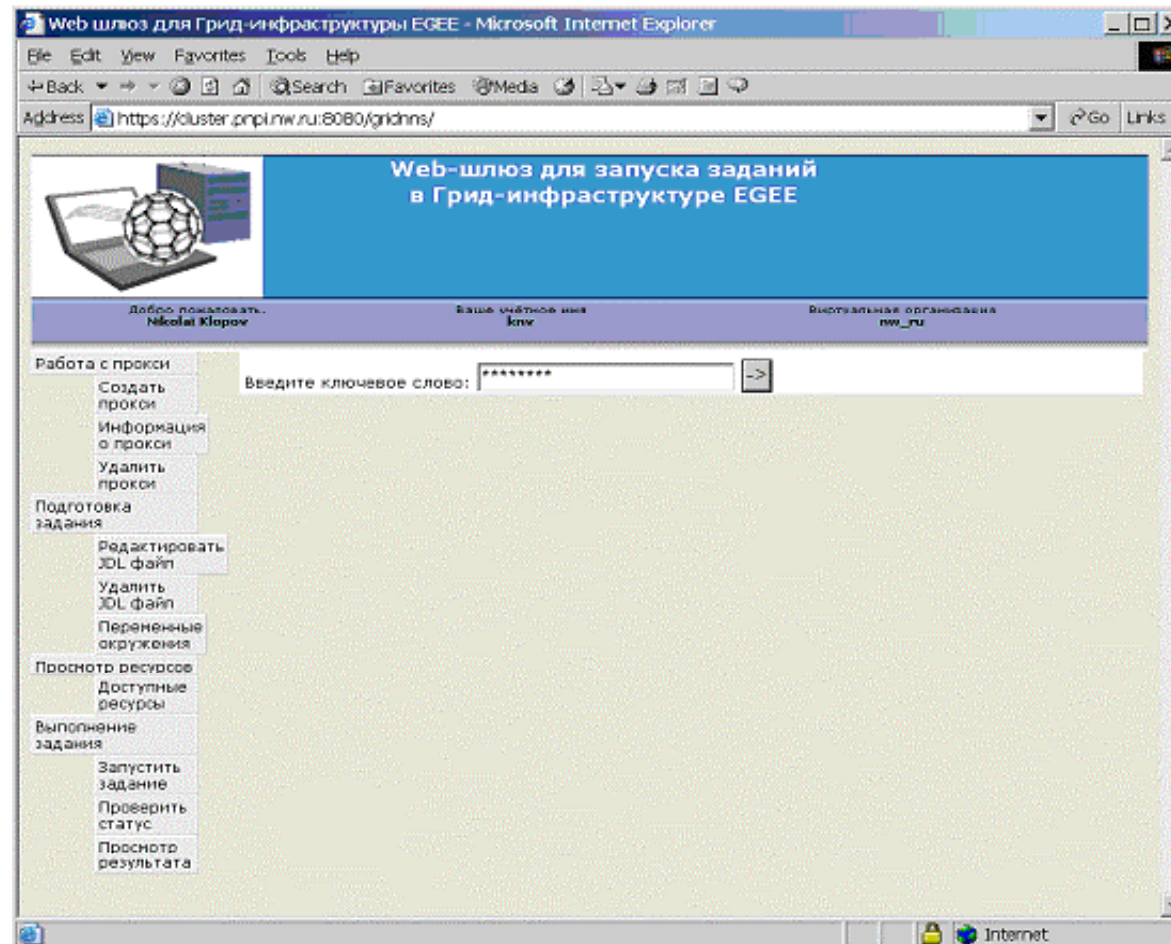 Web шлюз для Грид-инфраструктуры EGEE - Microsoft Internet Explorer
File Edit View Favorites Tools Help
Back Search Favorites Media
Address https://cluster.pnpi.nw.ru:8080/gridnns/ Go Links
Web-шлюз для запуска заданий
в Грид-инфраструктуре EGEE
Добро пожаловать, Ваше учётное имя Виртуальная организация
Nikolai Klopov knv nw_ru
Работа с прокси
Создать
прокси
Введите ключевое слово: ******** ->
Информация
о прокси
Удалить
прокси
Подготовка
задания
Редактировать
JDL файл
Удалить
JDL файл
Переменные
окружения
Просмотр ресурсов
Доступные
ресурсы
Выполнение
задания
Запустить
задание
Проверить
статус
Просмотр
результата
Internet